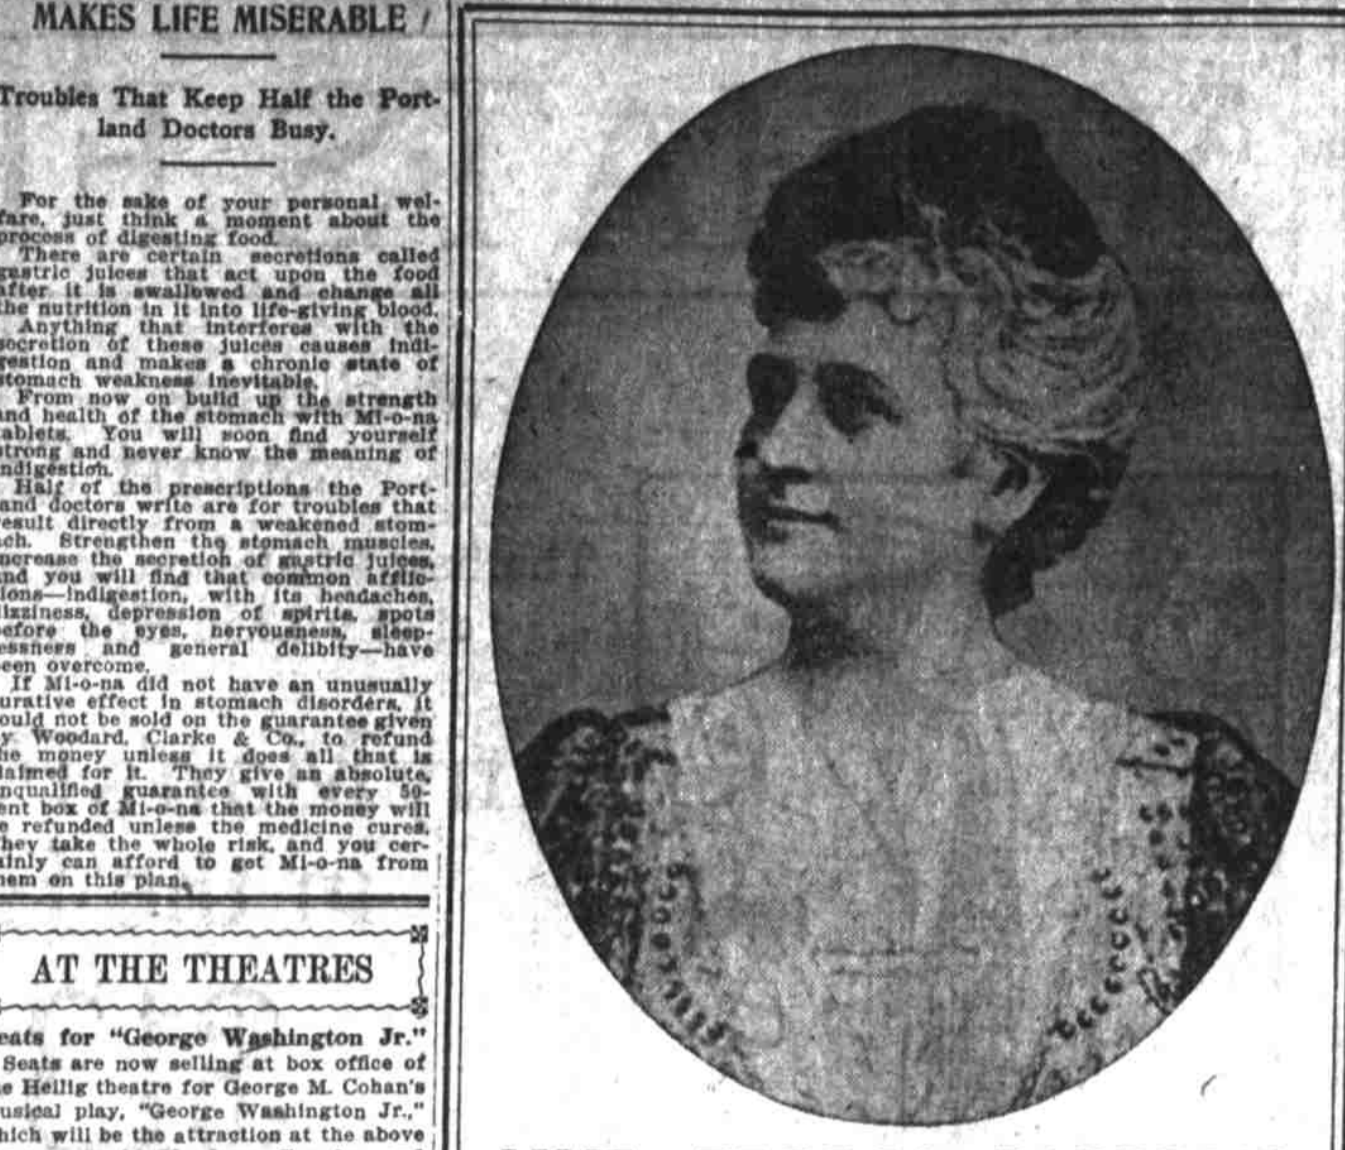 MAKES LIFE MISERABLE
Troubles That Keep Half the Port-
land Doctors Busy.
For the sake of your personal wel-
fare, just think a moment about the
process of digesting food.
There are certain secretions called
gastric juices that act upon the food
after it is swallowed and change all
the nutrition in it into life-giving blood.
Anything that interferes with the
secretion of these juices causes indi-
gestion and makes a chronic state of
stomach weakness inevitable.
From now on build up the strength
and health of the stomach with Mi-o-na
tablets. You will soon find yourself
strong and never know the meaning of
indigestion.
Half of the prescriptions the Port-
land doctors write are for troubles that
result directly from a weakened stom-
ach. Strengthen the stomach muscles,
increase the secretion of gastric juices,
and you will find that common afflic-
tions—indigestion, with its headaches,
dizziness, depression of spirits, spots
before the eyes, nervousness, sleep-
lessness and general delibity—have
been overcome.
If Mi-o-na did not have an unusually
curative effect in stomach disorders, it
could not be sold on the guarantee given
by Woodard, Clarke & Co., to refund
the money unless it does all that is
claimed for it. They give an absolute,
unqualified guarantee with every 50-
cent box of Mi-o-na that the money will
be refunded unless the medicine cures.
They take the whole risk, and you cer-
tainly can afford to get Mi-o-na from
them on this plan.
AT THE THEATRES
Seats for "George Washington Jr."
Seats are now selling at box office of
the Heilig theatre for George M. Cohan's
musical play, "George Washington Jr.,"
which will be the attraction at the above